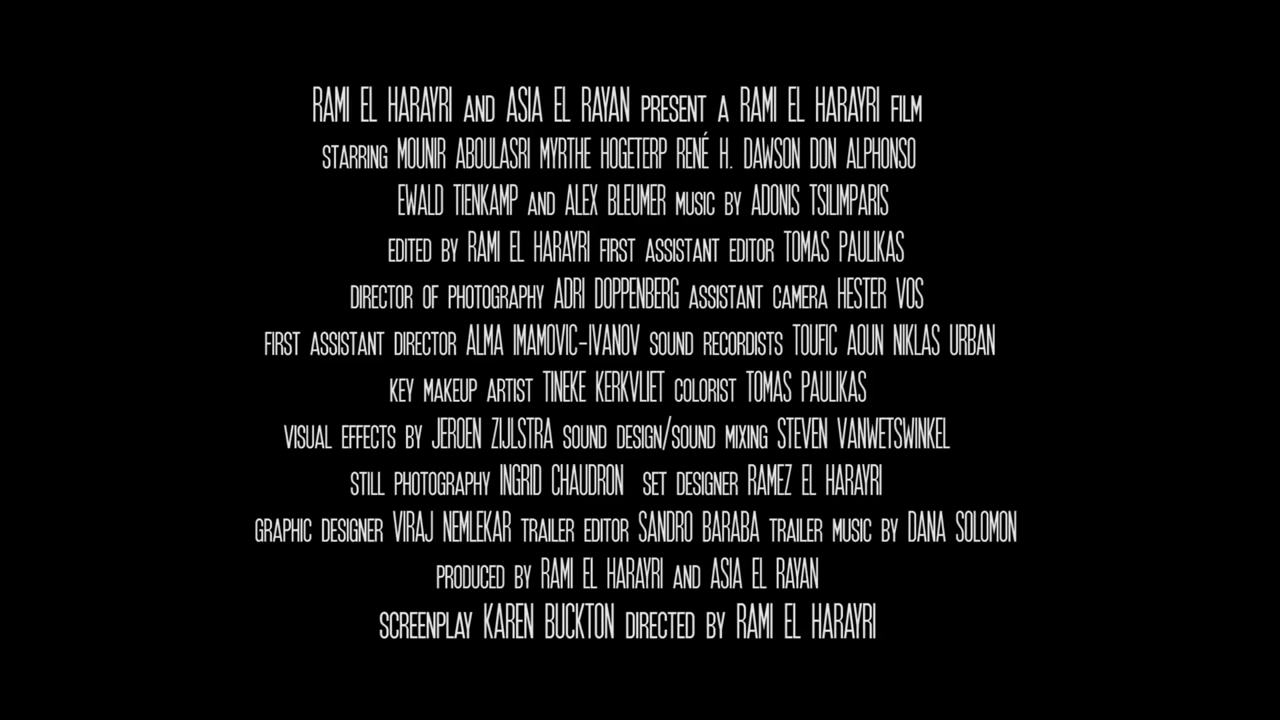 RAMI EL HARAYRI AND ASIA EL RAYAN PRESENT A RAMI EL HARAYRI FILM
STARRING MOUNIR ABOULASRI MYRTHE HOGETERP RENÉ H. DAWSON DON ALPHONSO
EWALD TIENKAMP AND ALEX BLEUMER MUSIC BY ADONIS TSILIMPARIS
EDITED BY RAMI EL HARAYRI FIRST ASSISTANT EDITOR TOMAS PAULIKAS
DIRECTOR OF PHOTOGRAPHY ADRI DOPPENBERG ASSISTANT CAMERA HESTER VOS
FIRST ASSISTANT DIRECTOR ALMA IMAMOVIC-IVANOV SOUND RECORDISTS TOUFIC AOUN NIKLAS URBAN
KEY MAKEUP ARTIST TINEKE KERKVLIET COLORIST TOMAS PAULIKAS
VISUAL EFFECTS BY JEROEN ZIJLSTRA SOUND DESIGN/SOUND MIXING STEVEN VANWETSWINKEL
STILL PHOTOGRAPHY INGRID CHAUDRON SET DESIGNER RAMEZ EL HARAYRI
GRAPHIC DESIGNER VIRAJ NEMLEKAR TRAILER EDITOR SANDRO BARABA TRAILER MUSIC BY DANA SOLOMON
PRODUCED BY RAMI EL HARAYRI AND ASIA EL RAYAN
SCREENPLAY KAREN BUCKTON DIRECTED BY RAMI EL HARAYRI